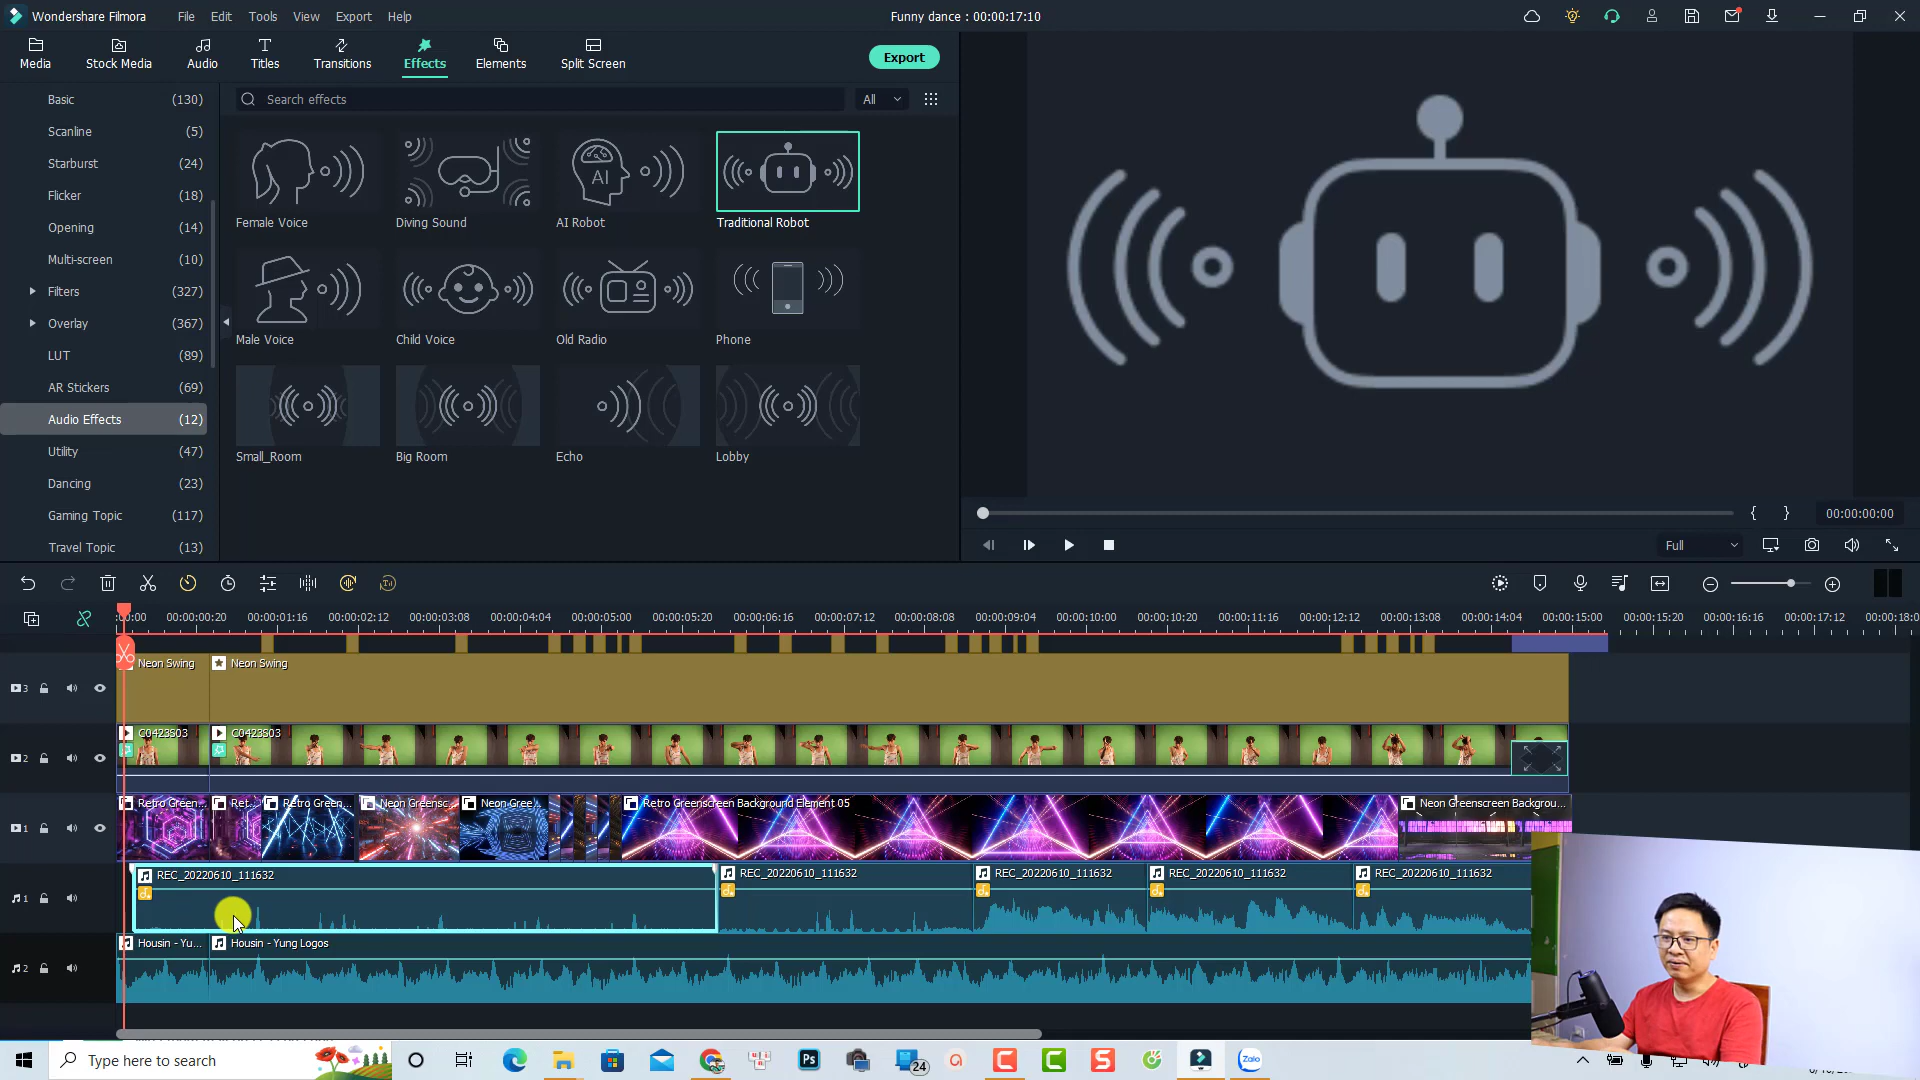 Wondershare Filmora File Edit Tools View Export Help Funny dance : 00:00:17:10
Media Stock Media Audio Titles Transitions Effects Elements Split Screen Export
Basic (130)
Scanline (5)
Starburst (24)
Flicker (18)
Opening (14)
Multi-screen (10)
Filters (327)
Overlay (367)
LUT (89)
AR Stickers (69)
Audio Effects (12)
Utility (47)
Dancing (23)
Gaming Topic (117)
Travel Topic (13)
Search effects All
AI
Female Voice Diving Sound AI Robot Traditional Robot
Male Voice Child Voice Old Radio Phone
Small_Room Big Room Echo Lobby
{ } 00:00:00:00
Full
:00:00 00:00:00:20 00:00:01:16 00:00:02:12 00:00:03:08 00:00:04:04 00:00:05:00 00:00:05:20 00:00:06:16 00:00:07:12 00:00:08:08 00:00:09:04 00:00:10:00 00:00:10:20 00:00:11:16 00:00:12:12 00:00:13:08 00:00:14:04 00:00:15:00 00:00:15:20 00:00:16:16 00:00:17:12 00:00:18:0
Neon Swing Neon Swing
3
C0423S03 C0423S03
2
Retro Green... Ret... Retro Green... Neon Greensc... Neon Gree... Retro Greenscreen Background Element 05 Neon Greenscreen Backgrou...
1
REC_20220610_111632 REC_20220610_111632 REC_20220610_111632 REC_20220610_111632 REC_20220610_111632
1
Housin - Yu... Housin - Yung Logos
2
Type here to search Ps 24 Zalo